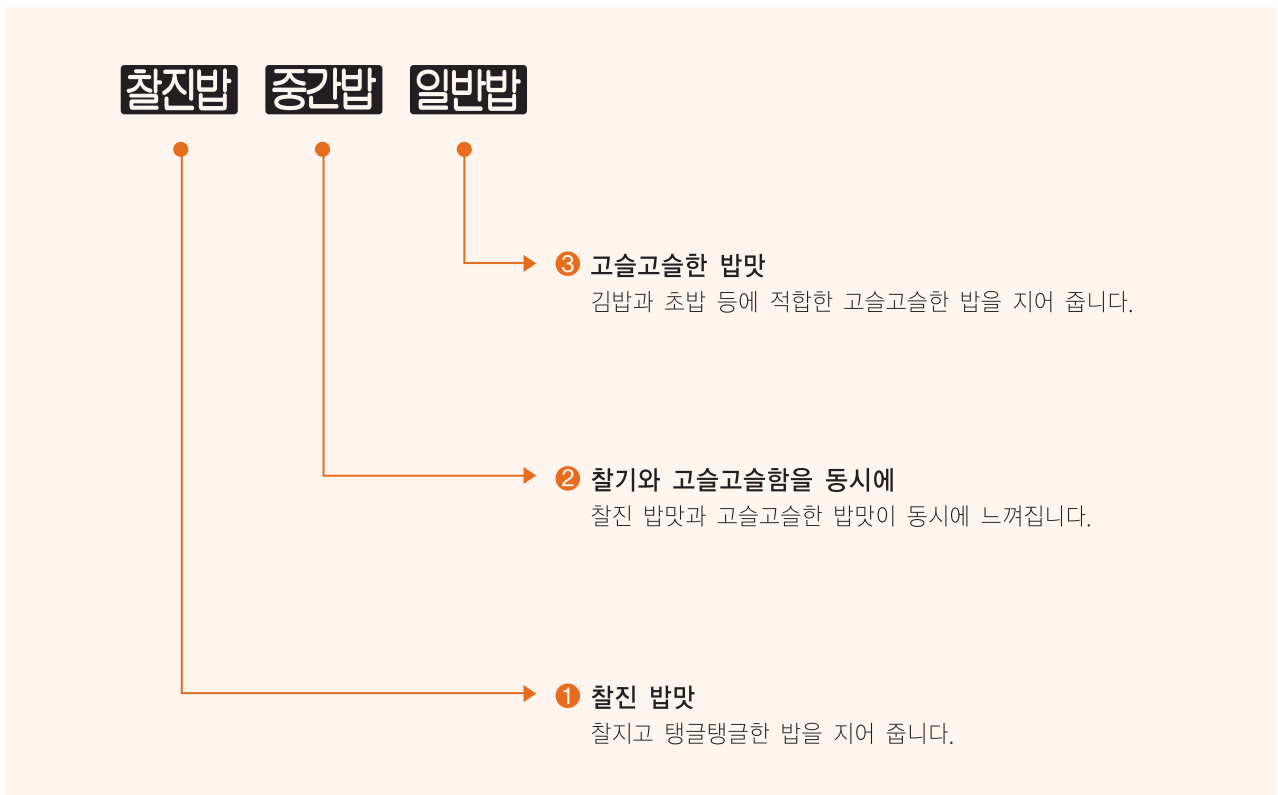 찰진밥 중간밥 일반밥
❸ 고슬고슬한 밥맛
김밥과 초밥 등에 적합한 고슬고슬한 밥을 지어 줍니다.
❷ 찰기와 고슬고슬함을 동시에
찰진 밥맛과 고슬고슬한 밥맛이 동시에 느껴집니다.
❶ 찰진 밥맛
찰지고 탱글탱글한 밥을 지어 줍니다.